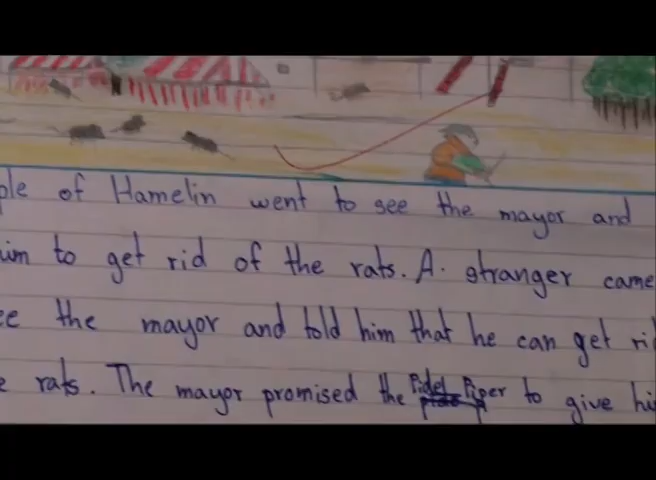 ple of Hamelin went to see the mayor and
im to get rid of the rats. A. stranger came
ee the mayor and told him that he can get ri
e rats. The mayor promised the Pidel Piper to give hi